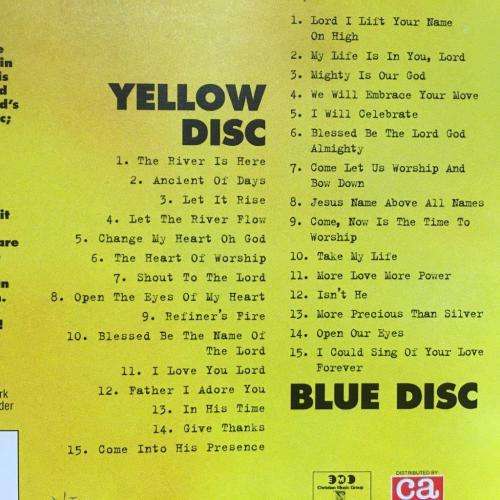 YELLOW
DISC
1. The River Is Here
2. Ancient Of Days
3. Let It Rise
4. Let The River Flow
5. Change My Heart Oh God
6. The Heart Of Worship
7. Shout To The Lord
8. Open The Eyes Of My Heart
9. Refiner's Fire
10. Blessed Be The Name Of
The Lord
11. I Love You Lord
12. Father I Adore You
13. In His Time
14. Give Thanks
15. Come Into His Presence
1. Lord I Lift Your Name
On High
2. My Life Is In You, Lord
3. Mighty Is Our God
4. We Will Embrace Your Move
5. I Will Celebrate
6. Blessed Be The Lord God
Almighty
7. Come Let Us Worship And
Bow Down
8. Jesus Name Above All Names
9. Come, Now Is The Time To
Worship
10. Take My Life
11. More Love More Power
12. Isn't He
13. More Precious Than Silver
14. Open Our Eyes
15. I Could Sing Of Your Love
Forever
BLUE DISC
EMI
Christian Music Group
DISTRIBUTED BY
ca